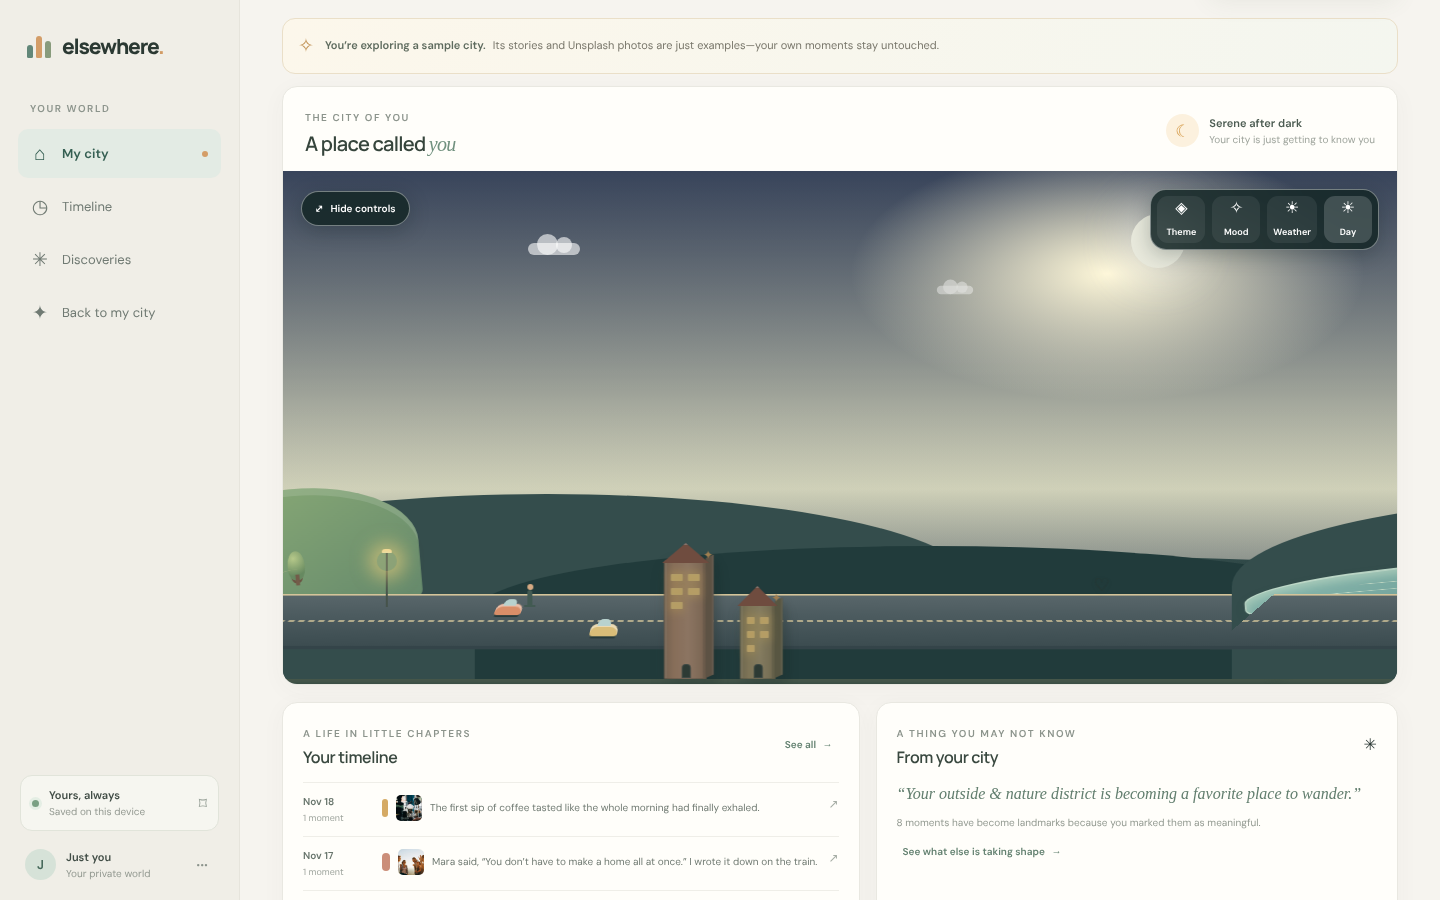 elsewhere.
YOUR WORLD
My city
Timeline
Discoveries
Back to my city
Yours, always
Saved on this device
J
Just you
Your private world
You're exploring a sample city. Its stories and Unsplash photos are just examples—your own moments stay untouched.
THE CITY OF YOU
A place called you
Serene after dark
Your city is just getting to know you
Hide controls
Theme
Mood
Weather
Day
A LIFE IN LITTLE CHAPTERS
Your timeline
See all →
Nov 18
1 moment
The first sip of coffee tasted like the whole morning had finally exhaled.
Nov 17
1 moment
Mara said, “You don’t have to make a home all at once.” I wrote it down on the train.
A THING YOU MAY NOT KNOW
From your city
“Your outside & nature district is becoming a favorite place to wander.”
8 moments have become landmarks because you marked them as meaningful.
See what else is taking shape →